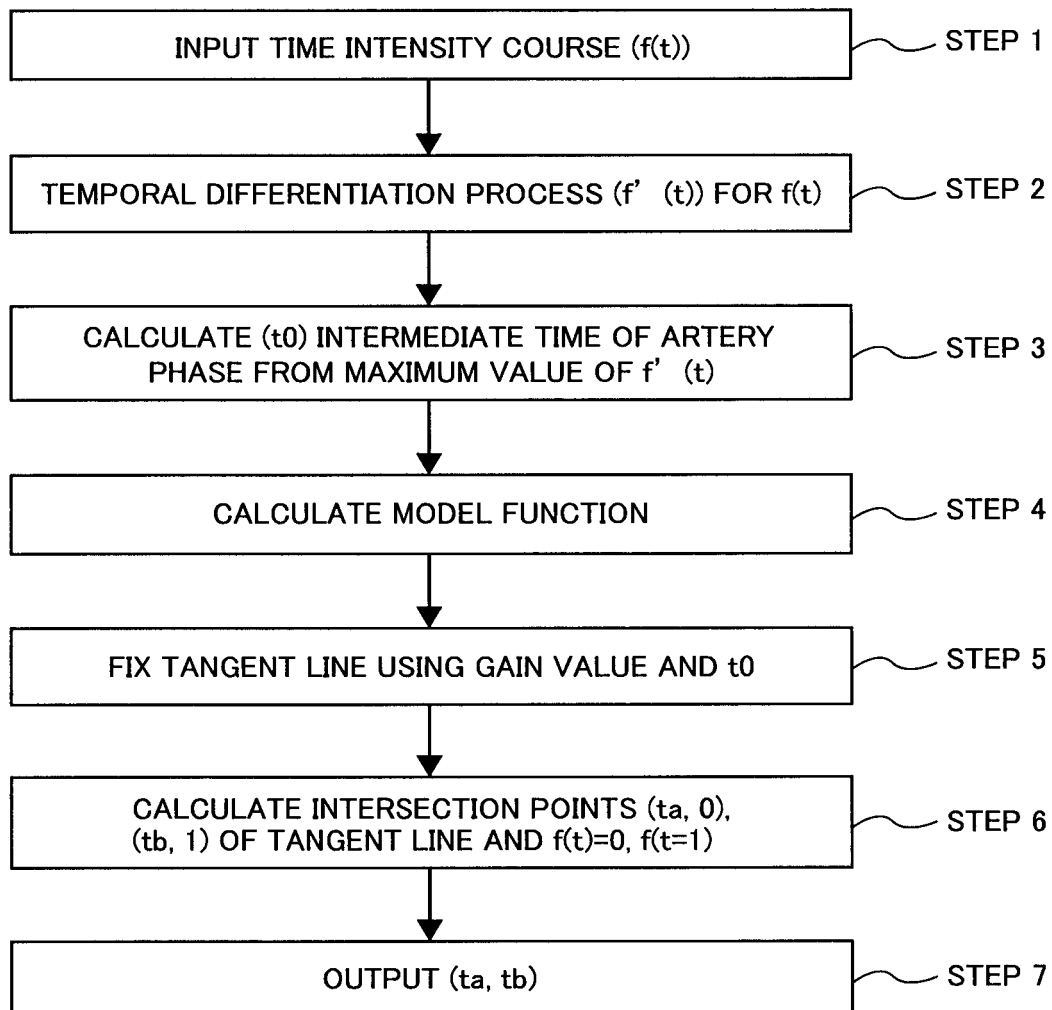 INPUT TIME INTENSITY COURSE (f(t))
STEP 1
TEMPORAL DIFFERENTIATION PROCESS (f' (t)) FOR f(t)
STEP 2
CALCULATE (t0) INTERMEDIATE TIME OF ARTERY
PHASE FROM MAXIMUM VALUE OF f' (t)
STEP 3
CALCULATE MODEL FUNCTION
STEP 4
FIX TANGENT LINE USING GAIN VALUE AND t0
STEP 5
CALCULATE INTERSECTION POINTS (ta, 0),
(tb, 1) OF TANGENT LINE AND f(t)=0, f(t=1)
STEP 6
OUTPUT (ta, tb)
STEP 7